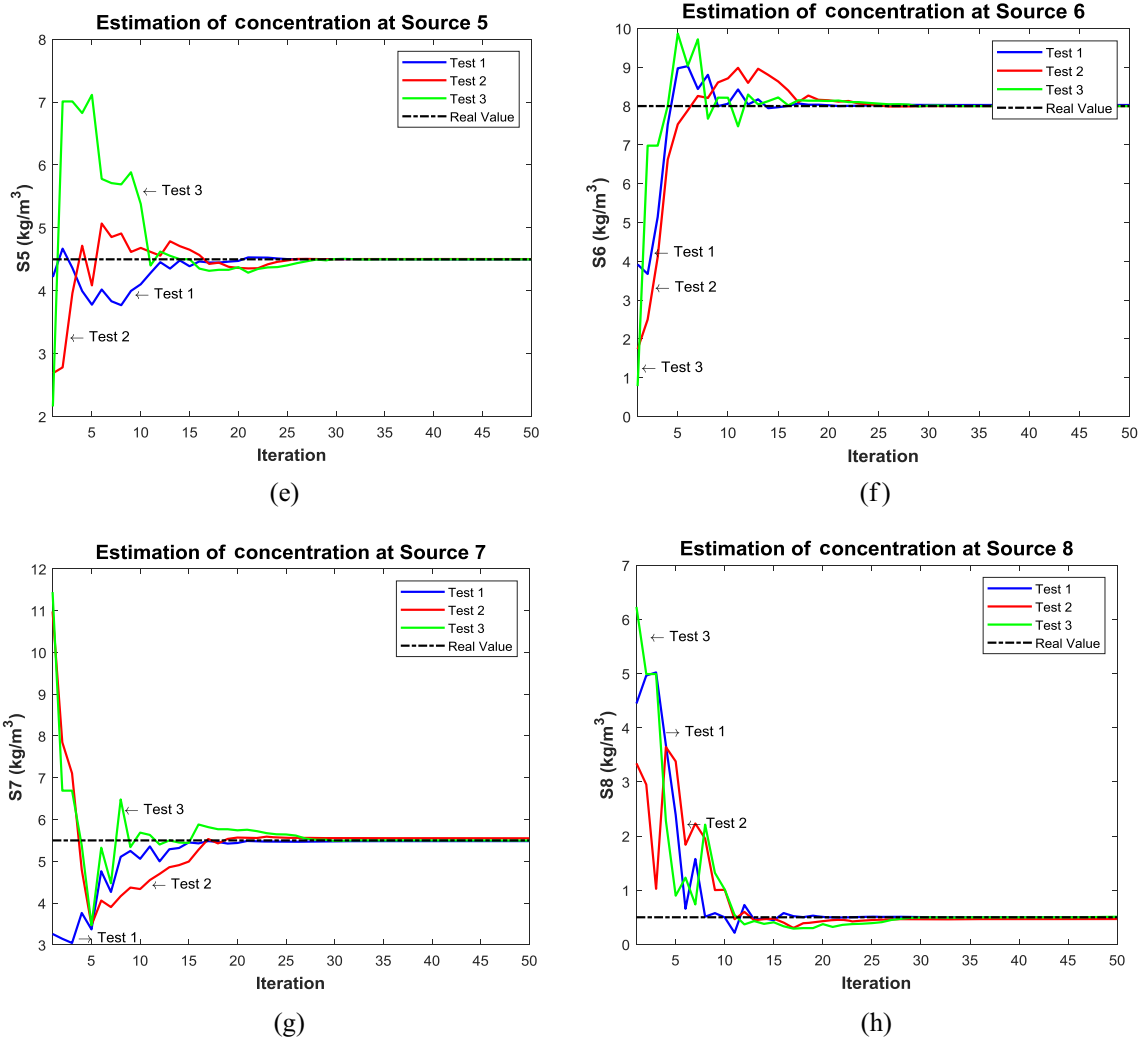 Estimation of concentration at Source 5
8
7
6
5
4
3
2
S5 (kg/m³)
5 10 15 20 25 30 35 40 45 50
Iteration
Test 1
Test 2
Test 3
Real Value
← Test 3
← Test 1
← Test 2
(e)
Estimation of concentration at Source 6
10
9
8
7
6
5
4
3
2
1
0
S6 (kg/m³)
5 10 15 20 25 30 35 40 45 50
Iteration
Test 1
Test 2
Test 3
Real Value
← Test 1
← Test 2
← Test 3
(f)
Estimation of concentration at Source 7
12
11
10
9
8
7
6
5
4
3
S7 (kg/m³)
5 10 15 20 25 30 35 40 45 50
Iteration
Test 1
Test 2
Test 3
Real Value
← Test 3
← Test 2
→ Test 1
(g)
Estimation of concentration at Source 8
7
6
5
4
3
2
1
0
S8 (kg/m³)
5 10 15 20 25 30 35 40 45 50
Iteration
Test 1
Test 2
Test 3
Real Value
← Test 3
← Test 1
← Test 2
(h)